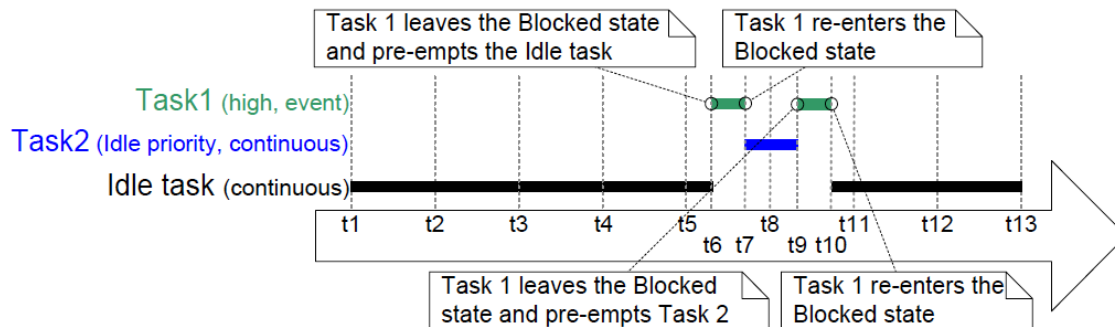 Task 1 leaves the Blocked state
and pre-empts the Idle task
Task 1 re-enters the
Blocked state
Task1 (high, event)
Task2 (Idle priority, continuous)
Idle task (continuous)
t1 t2 t3 t4 t5 t8 t11 t12 t13
t6 t7 t9 t10
Task 1 leaves the Blocked
state and pre-empts Task 2
Task 1 re-enters the
Blocked state